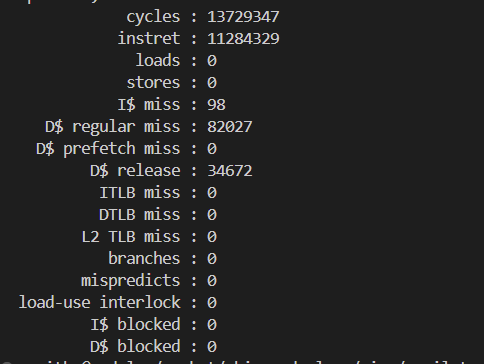 cycles : 13729347
instret : 11284329
loads : 0
stores : 0
I$ miss : 98
D$ regular miss : 82027
D$ prefetch miss : 0
D$ release : 34672
ITLB miss : 0
DTLB miss : 0
L2 TLB miss : 0
branches : 0
mispredicts : 0
load-use interlock : 0
I$ blocked : 0
D$ blocked : 0